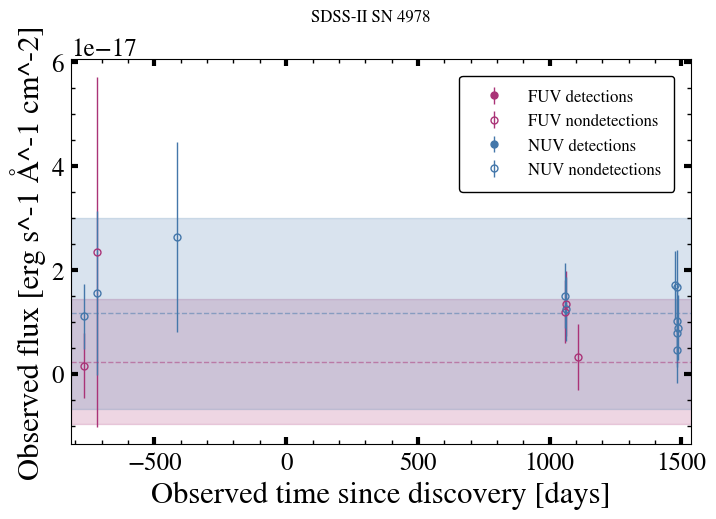 SDSS-II SN 4978
1e−17
6
4
2
0
Observed flux [erg s^-1 Å^-1 cm^-2]
FUV detections
FUV nondetections
NUV detections
NUV nondetections
−500 0 500 1000 1500
Observed time since discovery [days]